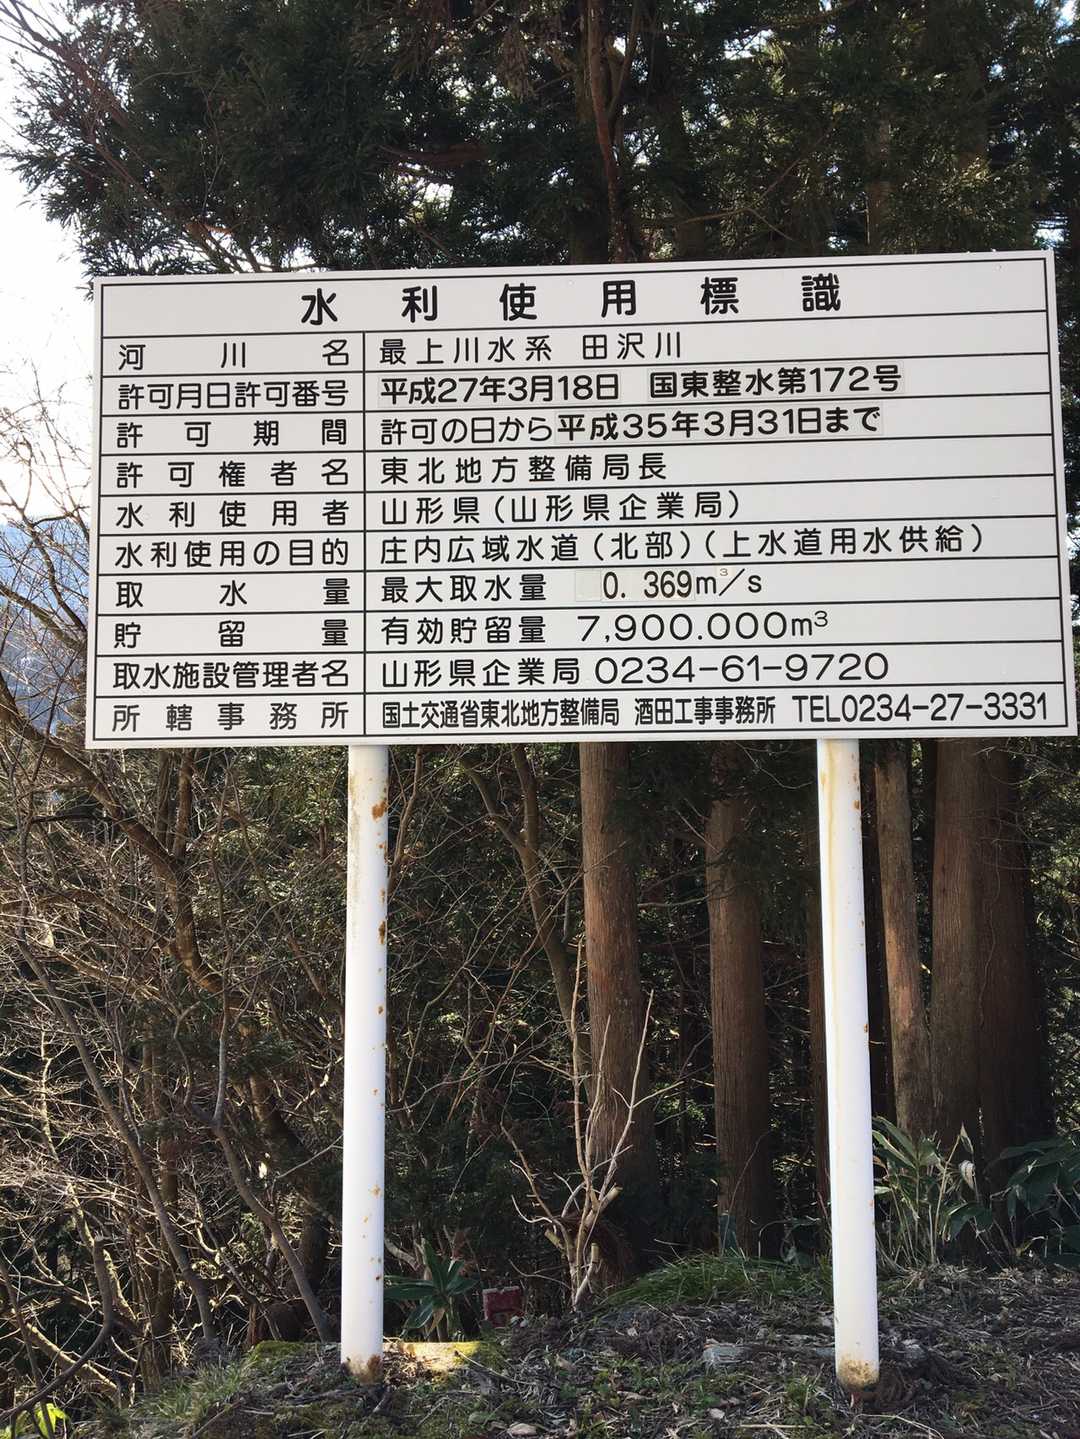 水利使用標識
河川名 最上川水系 田沢川
許可月日許可番号 平成27年3月18日 国東整水第172号
許可期間 許可の日から平成35年3月31日まで
許可権者名 東北地方整備局長
水利使用者 山形県(山形県企業局)
水利使用の目的 庄内広域水道(北部)(上水道用水供給)
取水量 最大取水量 0.369m³/s
貯留量 有効貯留量 7,900.000m³
取水施設管理者名 山形県企業局 0234-61-9720
所轄事務所 国土交通省東北地方整備局 酒田工事事務所 TEL0234-27-3331